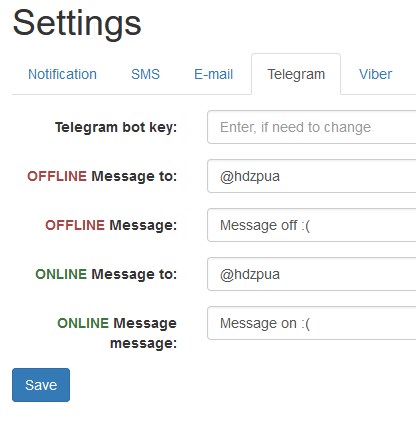 Settings
Notification SMS E-mail Telegram Viber
Telegram bot key: Enter, if need to change
OFFLINE Message to: @hdzpua
OFFLINE Message: Message off :(
ONLINE Message to: @hdzpua
ONLINE Message Message on :(
message:
Save